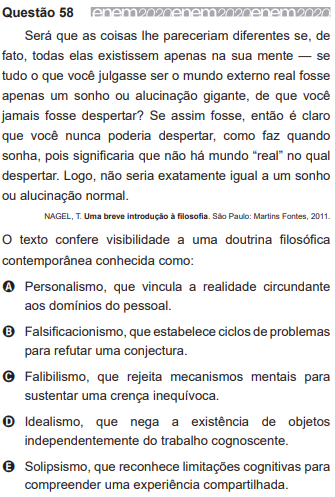 Questão 58 enem2020enem2020enem2020
Será que as coisas lhe pareceriam diferentes se, de
fato, todas elas existissem apenas na sua mente — se
tudo o que você julgasse ser o mundo externo real fosse
apenas um sonho ou alucinação gigante, de que você
jamais fosse despertar? Se assim fosse, então é claro
que você nunca poderia despertar, como faz quando
sonha, pois significaria que não há mundo “real” no qual
despertar. Logo, não seria exatamente igual a um sonho
ou alucinação normal.
NAGEL, T. Uma breve introdução à filosofia. São Paulo: Martins Fontes, 2011.
O texto confere visibilidade a uma doutrina filosófica
contemporânea conhecida como:
A Personalismo, que vincula a realidade circundante
aos domínios do pessoal.
B Falsificacionismo, que estabelece ciclos de problemas
para refutar uma conjectura.
C Falibilismo, que rejeita mecanismos mentais para
sustentar uma crença inequívoca.
D Idealismo, que nega a existência de objetos
independentemente do trabalho cognoscente.
E Solipsismo, que reconhece limitações cognitivas para
compreender uma experiência compartilhada.